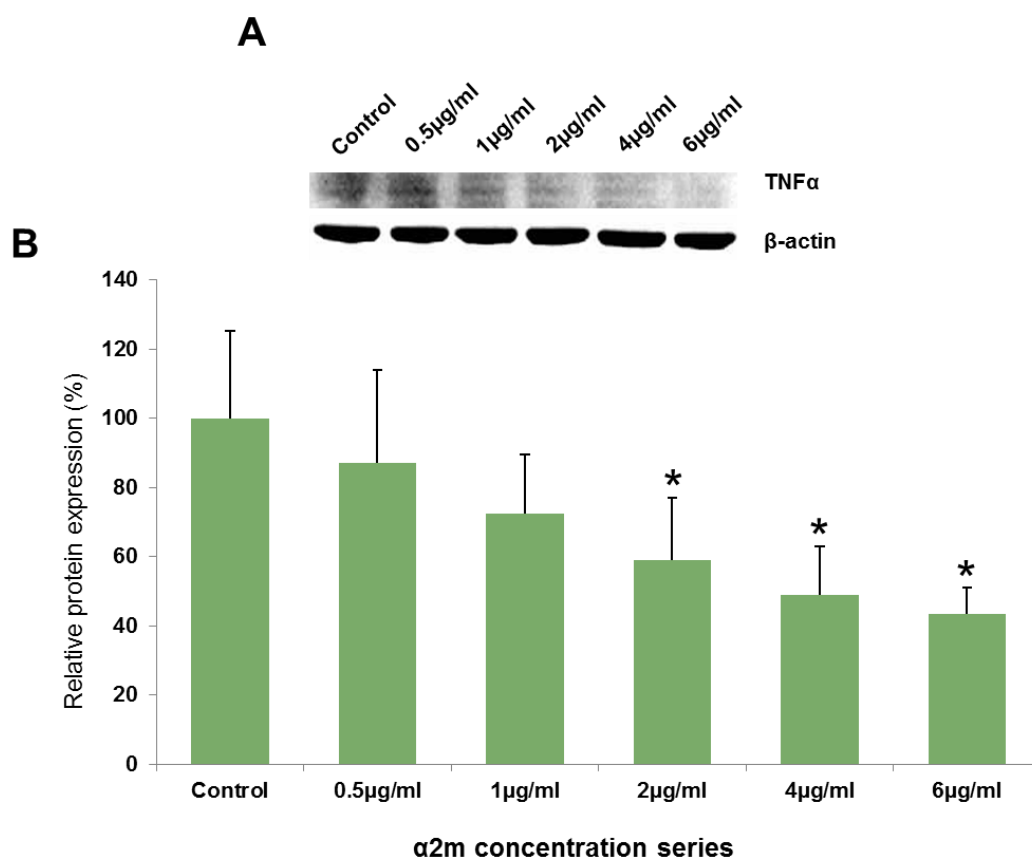 A
Control 0.5µg/ml 1µg/ml 2µg/ml 4µg/ml 6µg/ml
TNFα
β-actin
B
Relative protein expression (%)
140
120
100
80
60
40
20
0
* * *
Control 0.5µg/ml 1µg/ml 2µg/ml 4µg/ml 6µg/ml
α2m concentration series